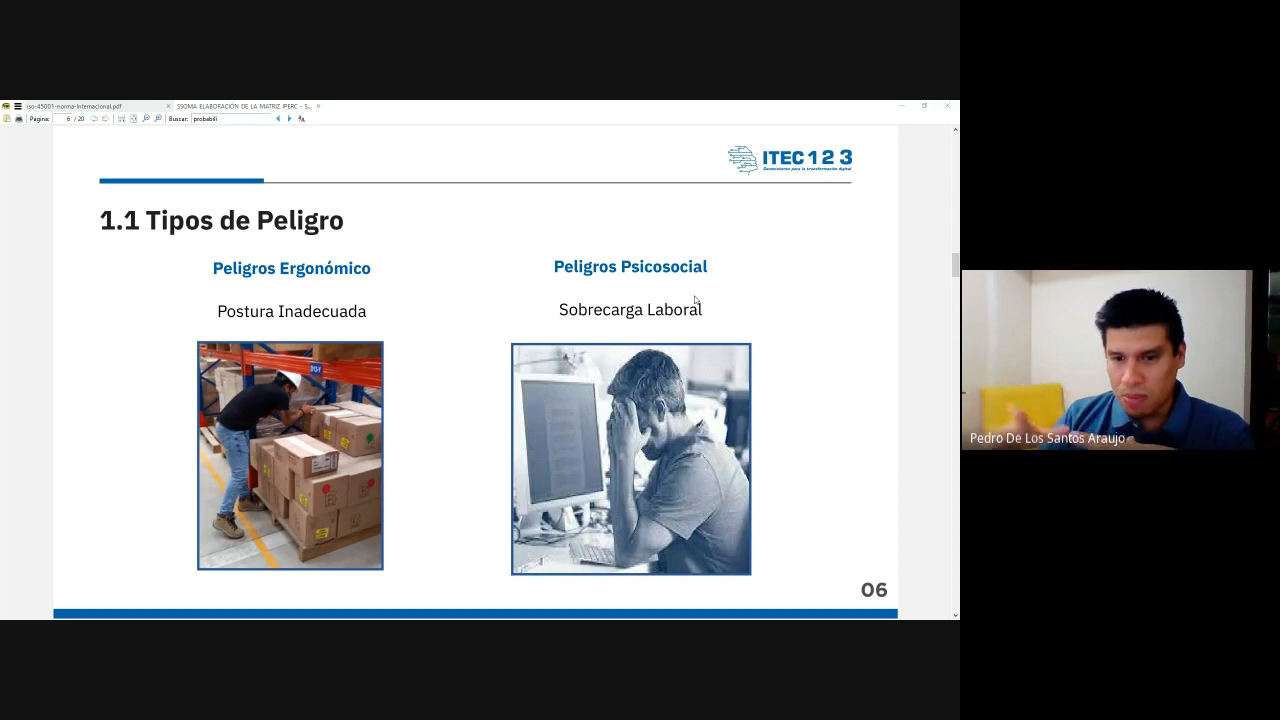 iso-45001-norma-Internacional.pdf
SSOMA ELABORACIÓN DE LA MATRIZ IPERC - S...
Página: 6 / 20
Buscar: probabili
ITEC 1 2 3
Conocimiento para la transformación digital
1.1 Tipos de Peligro
Peligros Ergonómico
Peligros Psicosocial
Postura Inadecuada
Sobrecarga Laboral
06
Pedro De Los Santos Araujo